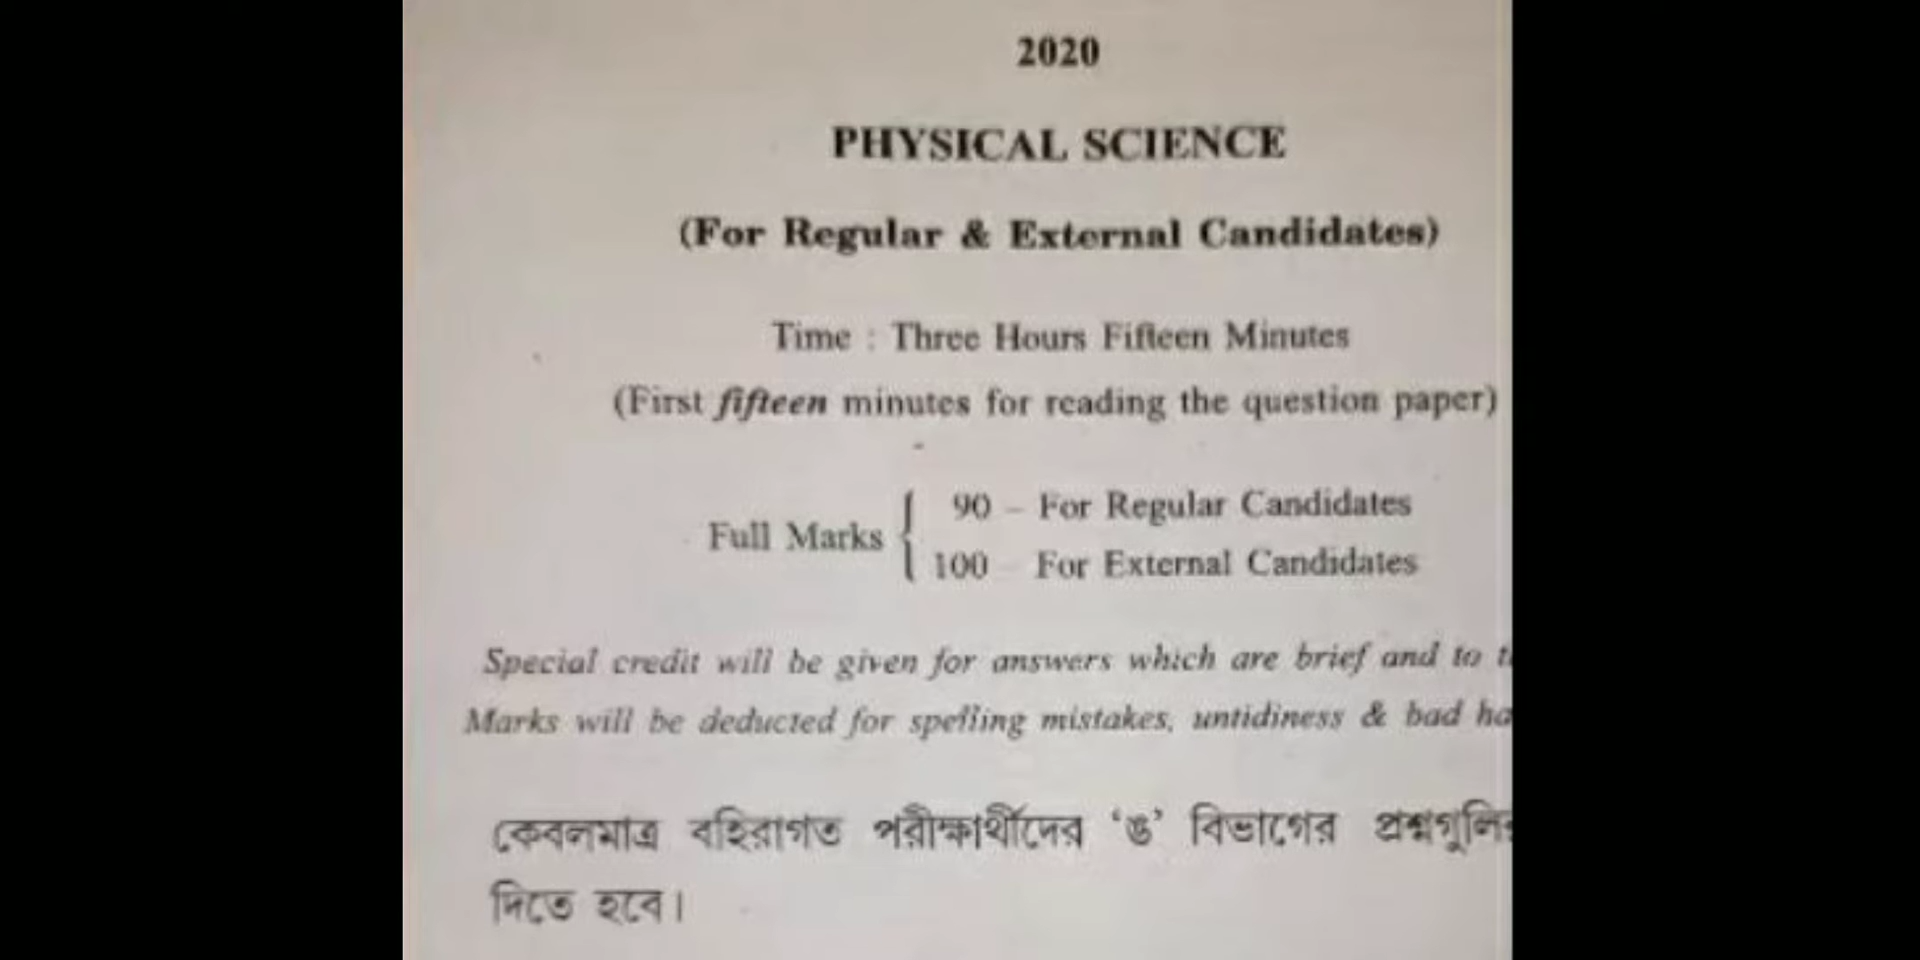 2020
PHYSICAL SCIENCE
(For Regular & External Candidates)
Time : Three Hours Fifteen Minutes
(First fifteen minutes for reading the question paper)
Full Marks
90 – For Regular Candidates
100 – For External Candidates
Special credit will be given for answers which are brief and to
Marks will be deducted for spelling mistakes, untidiness & bad
কেবলমাত্র বহিরাগত পরীক্ষার্থীদের ‘ঙ’ বিভাগের
দিতে হবে।